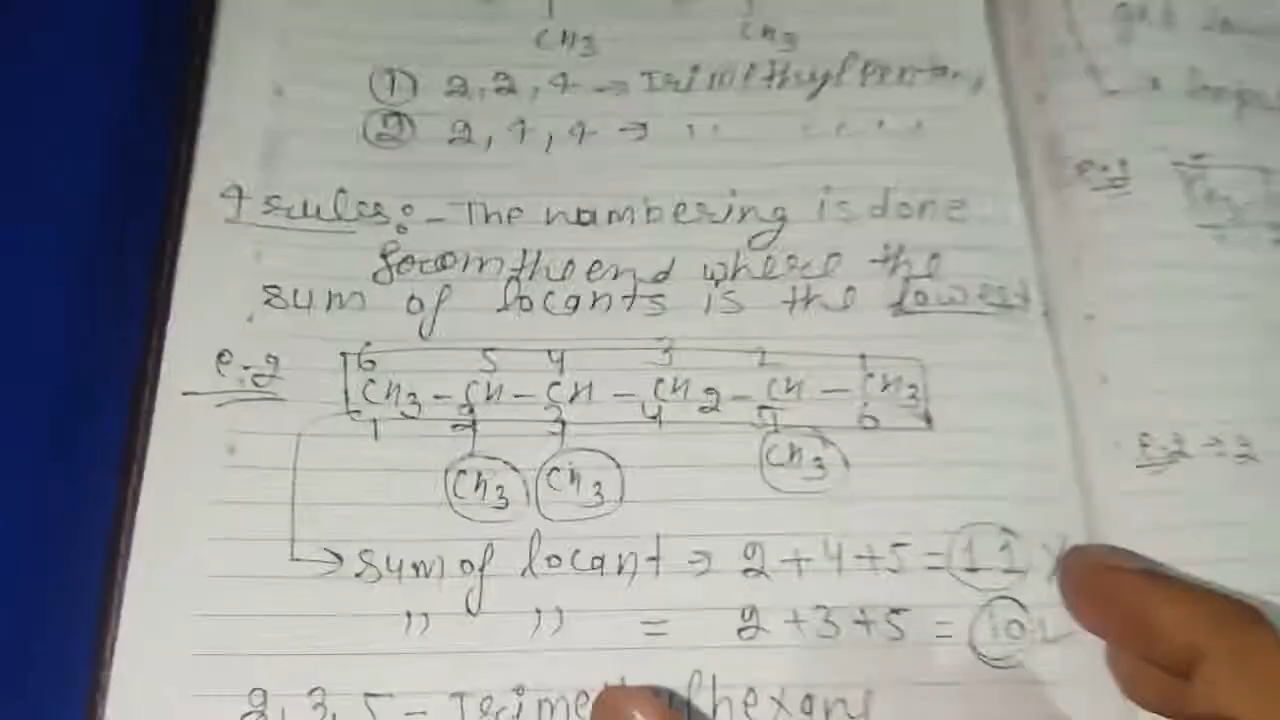 CH3 CH3
① 2,2,4 → Trimethylpentan
② 2,4,4 → ,, ,,
4 rules:- The numbering is done
from the end where the
sum of locants is the lowest.
e.g 6 5 4 3 2 1
CH3 - CH - CH - CH2 - CH - CH3
1 2 3 4 5 6
CH3 CH3 CH3
→ sum of locant → 2+4+5 = 11 ×
,, ,, = 2+3+5 = 10
2,3,5 - Trime hexan